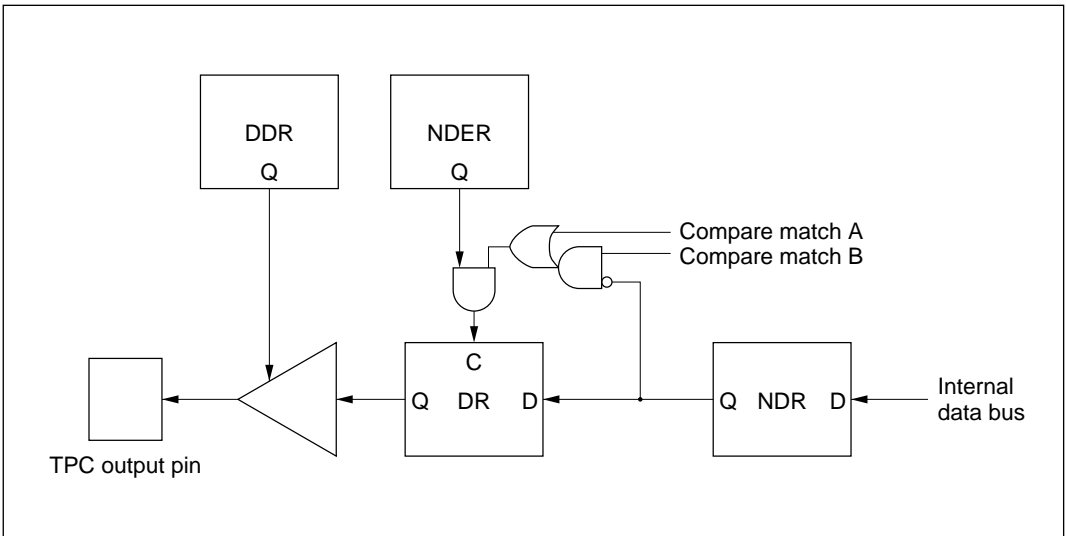 DDR
Q
NDER
Q
Compare match A
Compare match B
C
Q DR D
Q NDR D
Internal
data bus
TPC output pin